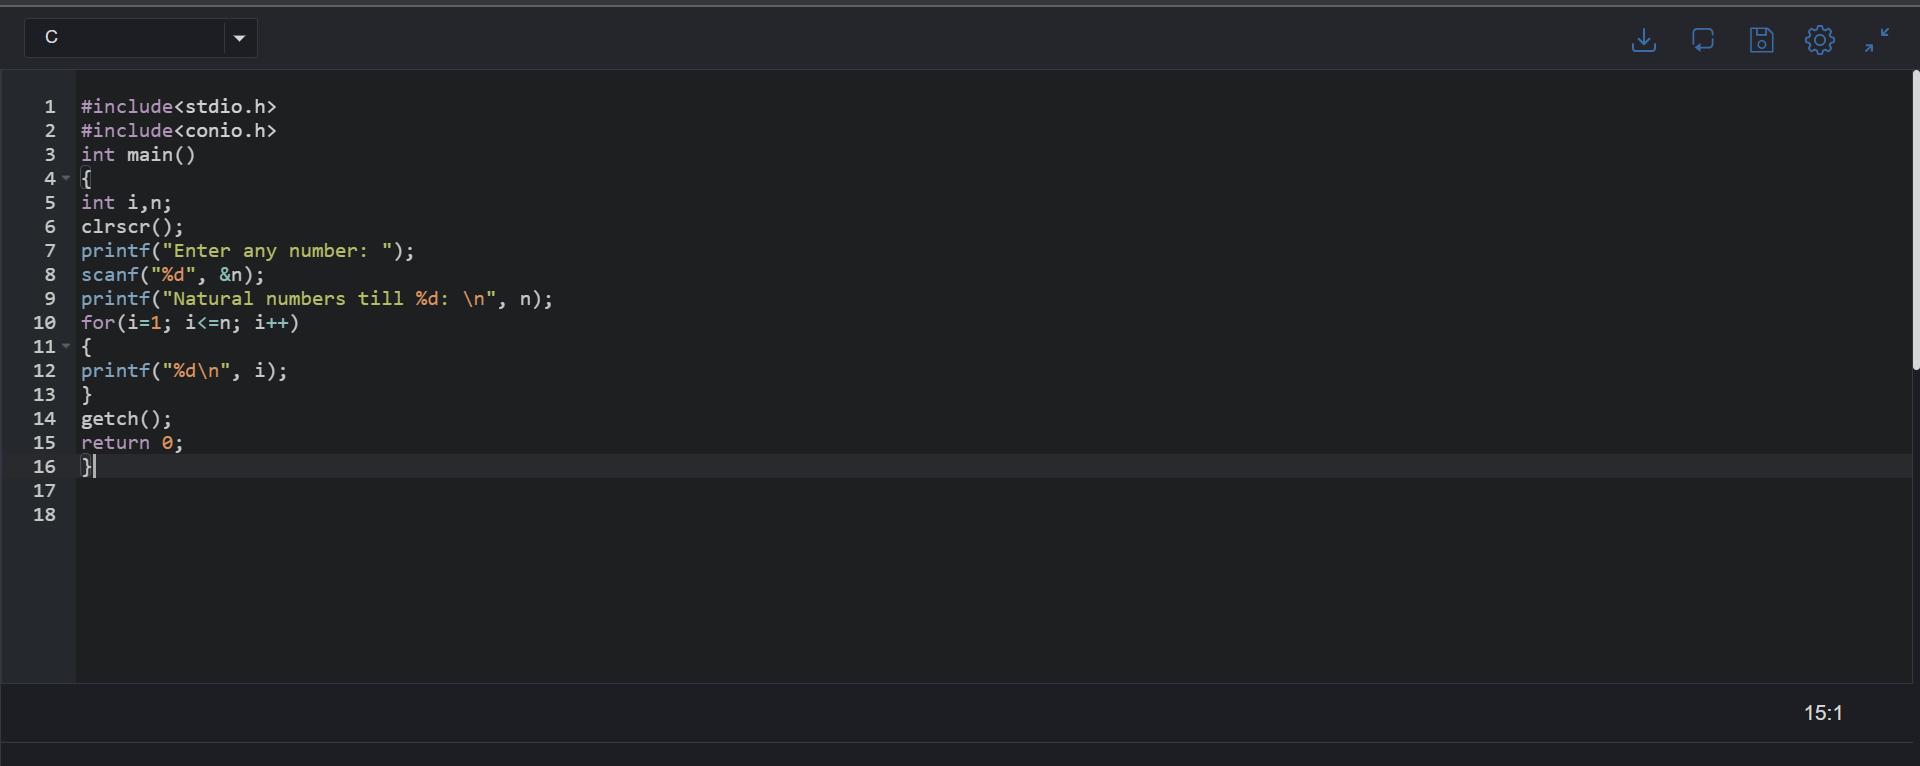 C
1 #include<stdio.h>
2 #include<conio.h>
3 int main()
4 {
5 int i,n;
6 clrscr();
7 printf("Enter any number: ");
8 scanf("%d", &n);
9 printf("Natural numbers till %d: \n", n);
10 for(i=1; i<=n; i++)
11 {
12 printf("%d\n", i);
13 }
14 getch();
15 return 0;
16 }
17
18
15:1